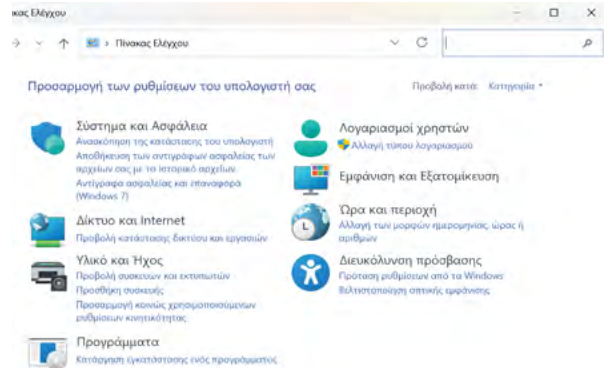 κας Ελέγχου
Πίνακας Ελέγχου
Προσαρμογή των ρυθμίσεων του υπολογιστή σας
Προβολή κατά: Κατηγορία
Σύστημα και Ασφάλεια
Ανασκόπηση της κατάστασης του υπολογιστή
Αποθήκευση των αντιγράφων ασφαλείας των
αρχείων σας με το ιστορικό αρχείων
Αντίγραφα ασφαλείας και επαναφορά
(Windows 7)
Δίκτυο και Internet
Προβολή κατάστασης δικτύου και εργασιών
Υλικό και Ήχος
Προβολή συσκευών και εκτυπωτών
Προσθήκη συσκευής
Προσαρμογή κοινώς χρησιμοποιούμενων
ρυθμίσεων κινητικότητας
Προγράμματα
Κατάργηση εγκατάστασης ενός προγράμματος
Λογαριασμοί χρηστών
Αλλαγή τύπου λογαριασμού
Εμφάνιση και Εξατομίκευση
Ώρα και περιοχή
Αλλαγή των μορφών ημερομηνίας, ώρας ή
αριθμών
Διευκόλυνση πρόσβασης
Πρόταση ρυθμίσεων από τα Windows
Βελτιστοποίηση οπτικής εμφάνισης